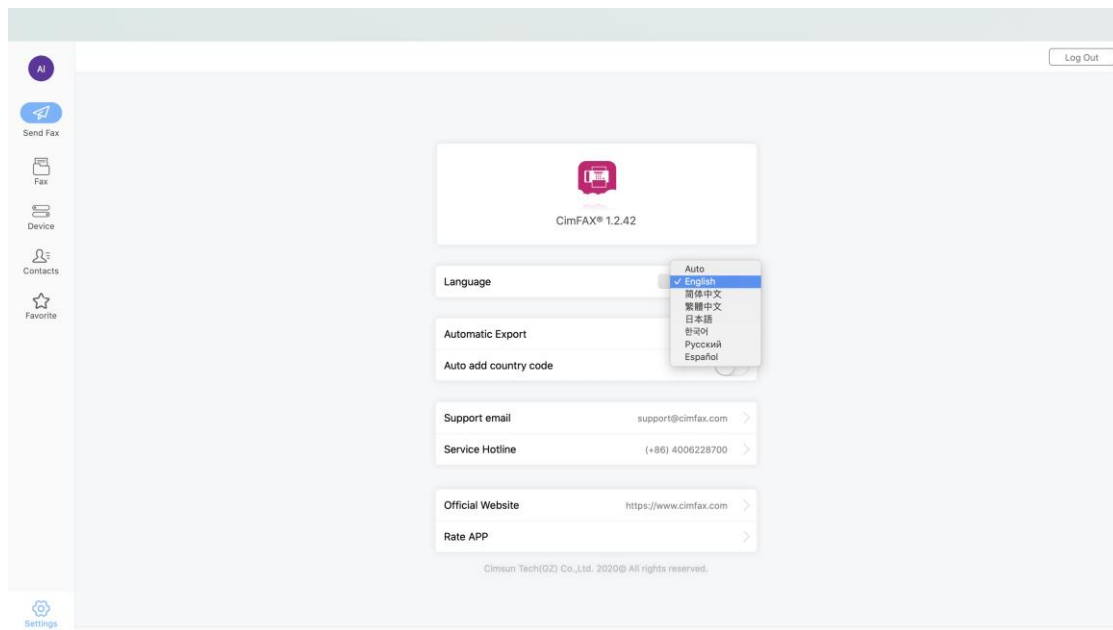 AI
Log Out
Send Fax
Fax
Device
Contacts
Favorite
CimFAX® 1.2.42
Language
Auto
✓ English
简体中文
繁體中文
日本語
한국어
Русский
Español
Automatic Export
Auto add country code
Support email support@cimfax.com
Service Hotline (+86) 4006228700
Official Website https://www.cimfax.com
Rate APP
Cimsun Tech(GZ) Co.,Ltd. 2020© All rights reserved.
Settings